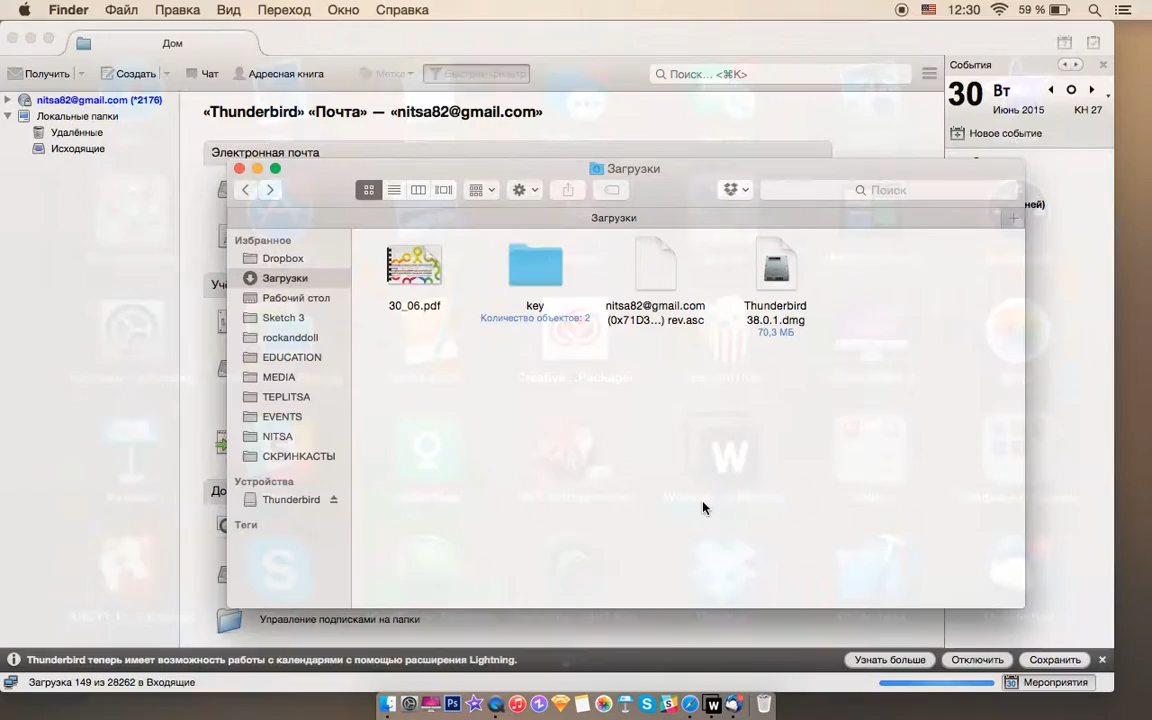 Finder Файл Правка Вид Переход Окно Справка 12:30 59 %
Дом
Получить Создать Чат Адресная книга Метки Быстрый фильтр Поиск... <⌘K>
События
30 Вт
Июнь 2015 КН 27
Новое событие
nitsa82@gmail.com (*2176)
Локальные папки
Удалённые
Исходящие
«Thunderbird» «Почта» — «nitsa82@gmail.com»
Электронная почта
Загрузки
Поиск
Загрузки
Избранное
Dropbox
Загрузки
Рабочий стол
Sketch 3
rockanddoll
EDUCATION
MEDIA
TEPLITSA
EVENTS
NITSA
СКРИНКАСТЫ
Устройства
Thunderbird
Теги
30_06.pdf
key
Количество объектов: 2
nitsa82@gmail.com
(0x71D3...) rev.asc
Thunderbird
38.0.1.dmg
70,3 МБ
Управление подписками на папки
Thunderbird теперь имеет возможность работы с календарями с помощью расширения Lightning. Узнать больше Отключить Сохранить
Загрузка 149 из 28262 в Входящие
30 Мероприятия